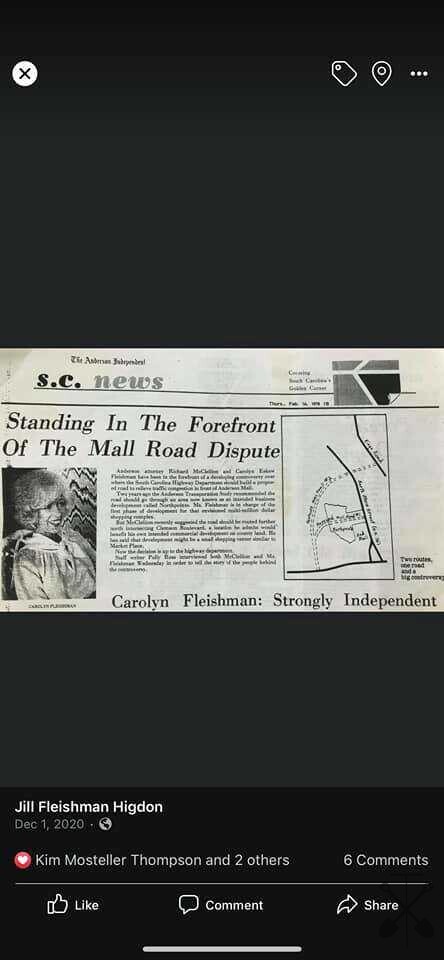 The Anderson Independent
s.c. news
Covering
South Carolina's
Golden Corner
Thurs., Feb. 14, 1978 1B
Standing In The Forefront
Of The Mall Road Dispute
Anderson attorney Richard McClellion and Carolyn Eskew
Fleishman have been in the forefront of a developing controversy over
where the South Carolina Highway Department should build a propos-
ed road to relieve traffic congestion in front of Anderson Mall.
Two years ago the Anderson Transportation Study recommended the
road should go through an area now known as an intended business
development called Northpointe. Ms. Fleishman is in charge of the
first phase of development for that envisioned multi-million dollar
shopping complex.
But McClellion recently suggested the road should be routed further
north intersecting Clemson Boulevard, a location he admits would
benefit his own intended commercial development on county land. He
has said that development might be a small shopping center similar to
Market Place.
Now the decision is up to the highway department.
Staff writer Polly Rose interviewed both McClellion and Ms.
Fleishman Wednesday in order to tell the story of the people behind
the controversy.
Two routes,
one road
and a
big controversy
CAROLYN FLEISHMAN
Carolyn Fleishman: Strongly Independent
Jill Fleishman Higdon
Dec 1, 2020 ·
Kim Mosteller Thompson and 2 others
6 Comments
Like
Comment
Share